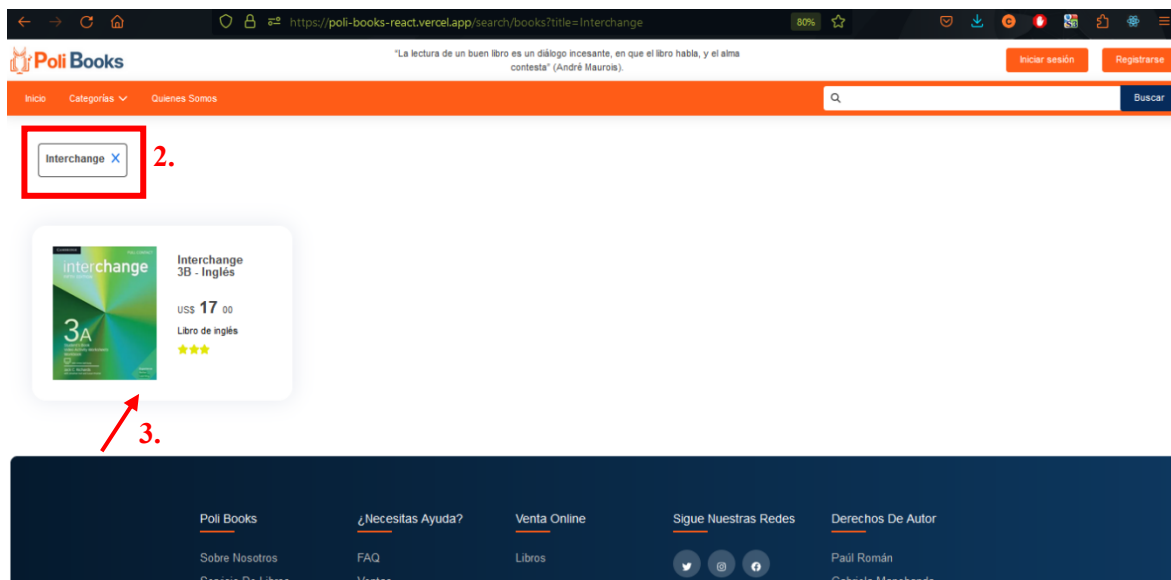 https://poli-books-react.vercel.app/search/books?title=Interchange
80%
Poli Books
"La lectura de un buen libro es un diálogo incesante, en que el libro habla, y el alma
contesta" (André Maurois).
Iniciar sesión
Registrarse
Inicio
Categorías
Quienes Somos
Buscar
Interchange X
2.
interchange
3A
Interchange
3B - Inglés
US$ 17 00
Libro de inglés
3.
Poli Books
¿Necesitas Ayuda?
Venta Online
Sigue Nuestras Redes
Derechos De Autor
Sobre Nosotros
FAQ
Libros
Paúl Román